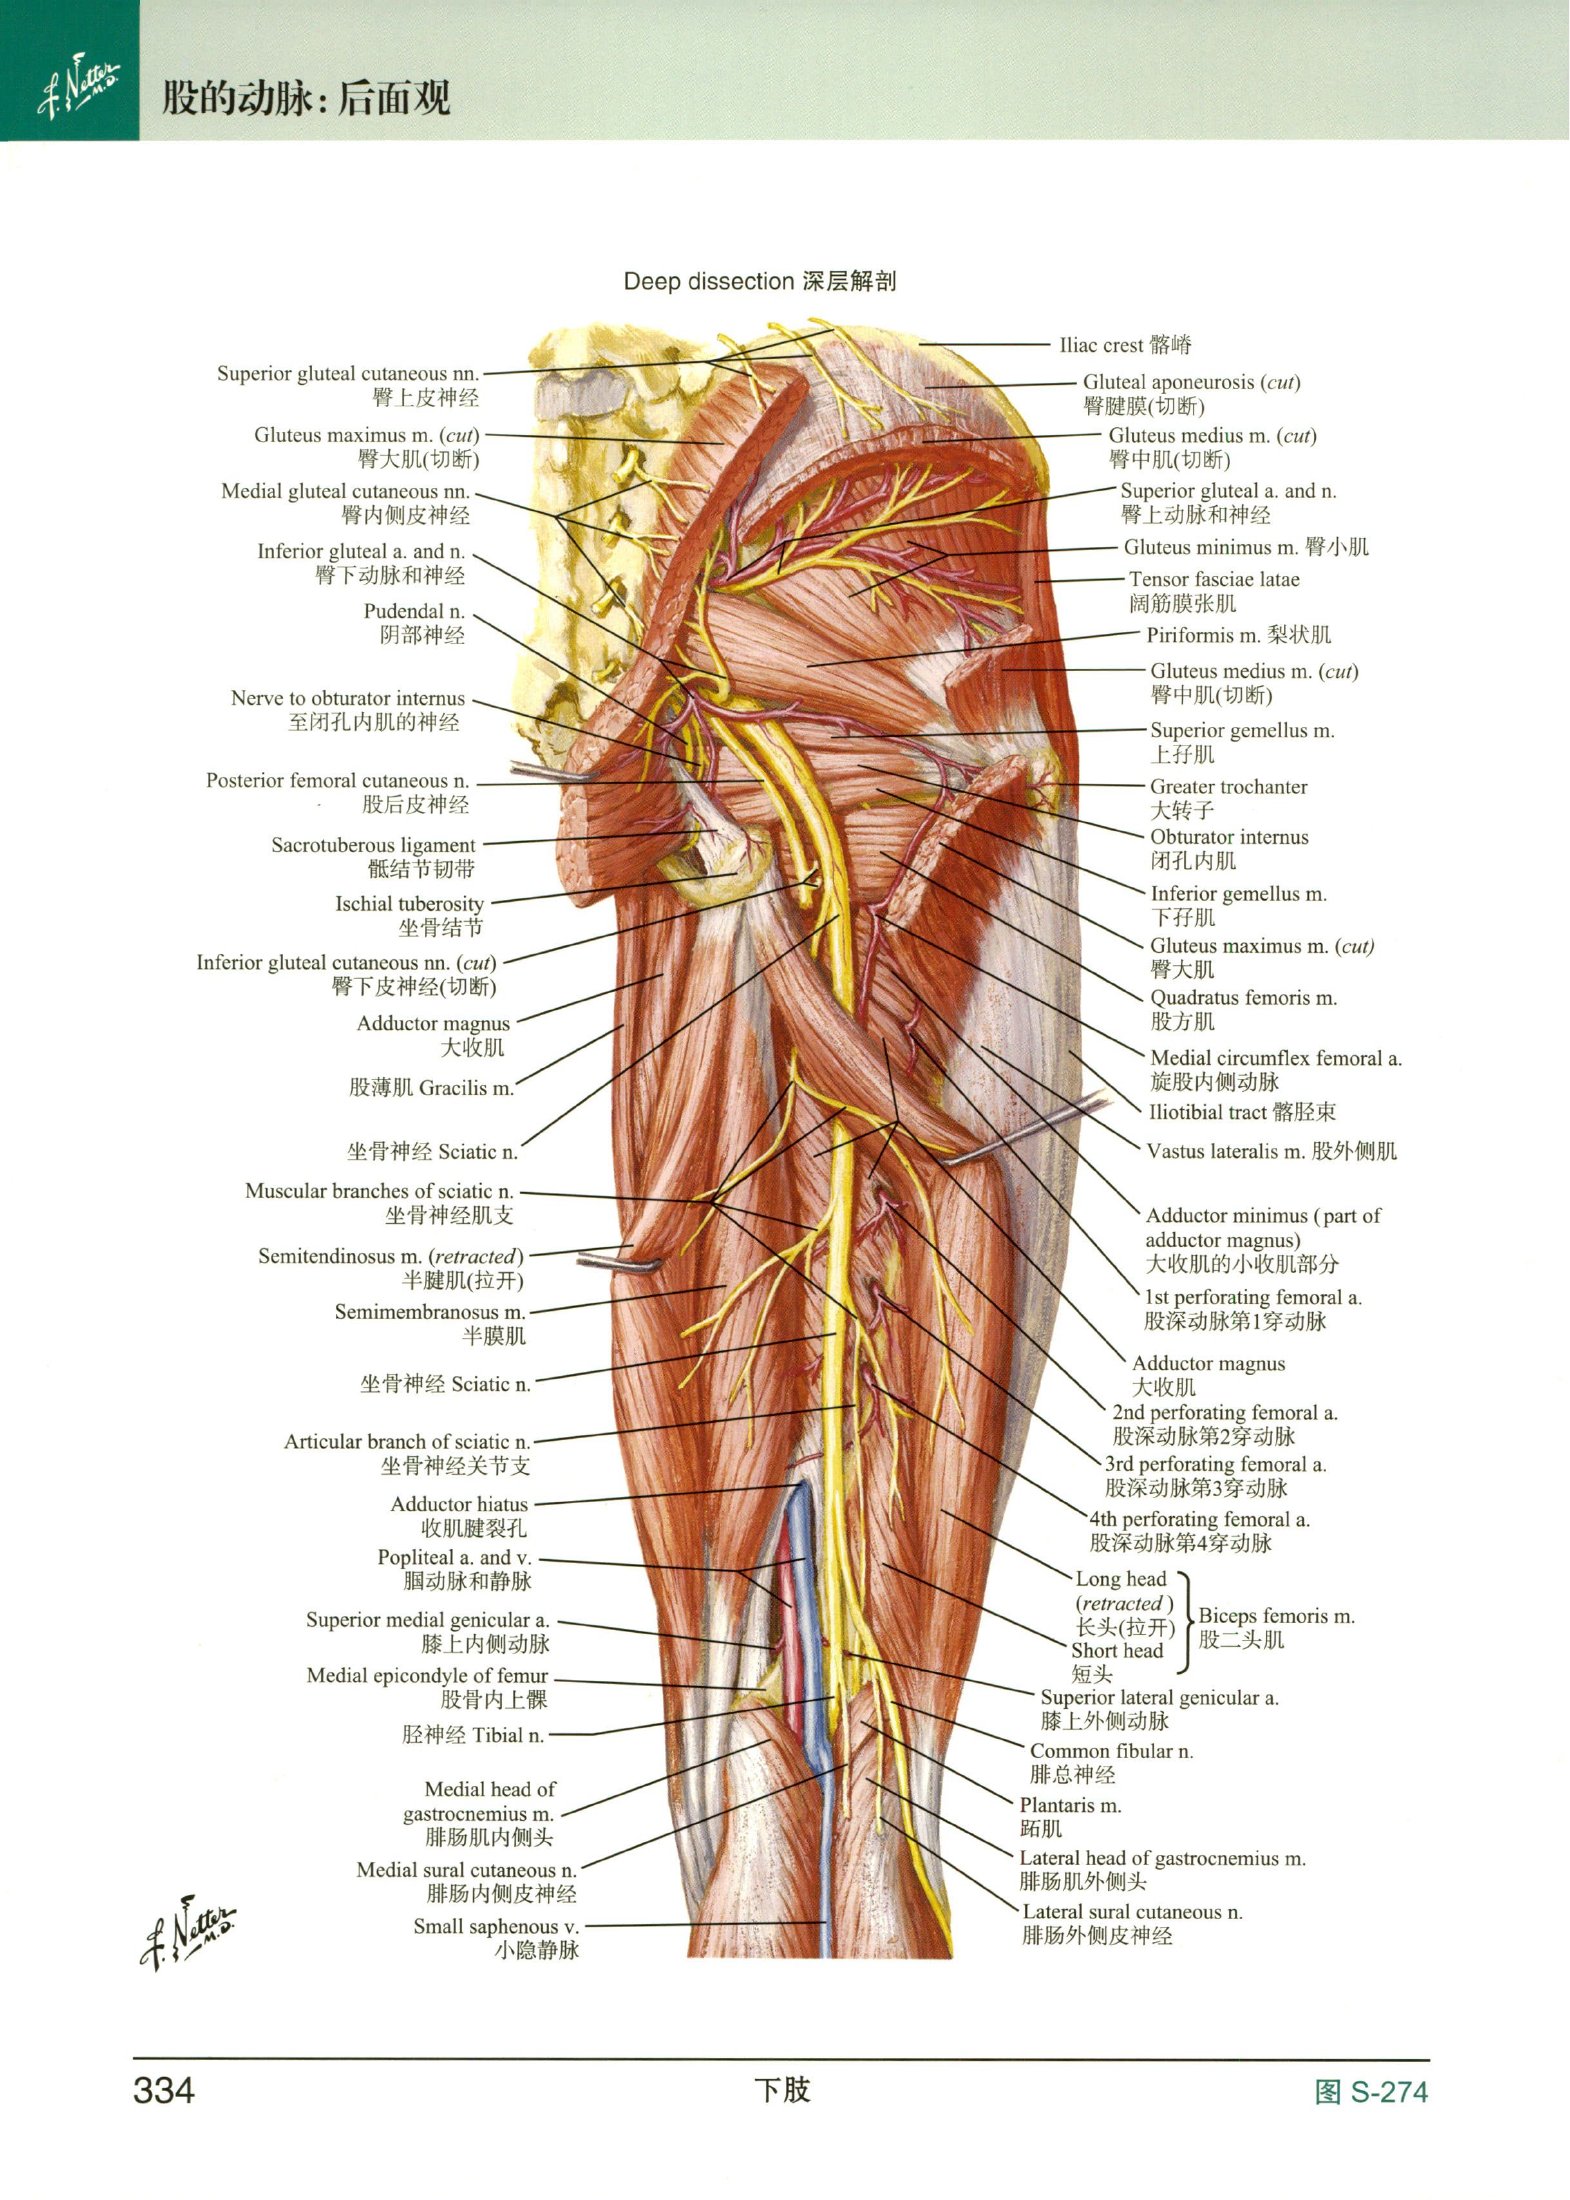 F. Netter M.D.
股的动脉：后面观
Deep dissection 深层解剖
Superior gluteal cutaneous nn.
臀上皮神经
Gluteus maximus m. (cut)
臀大肌(切断)
Medial gluteal cutaneous nn.
臀内侧皮神经
Inferior gluteal a. and n.
臀下动脉和神经
Pudendal n.
阴部神经
Nerve to obturator internus
至闭孔内肌的神经
Posterior femoral cutaneous n.
股后皮神经
Sacrotuberous ligament
骶结节韧带
Ischial tuberosity
坐骨结节
Inferior gluteal cutaneous nn. (cut)
臀下皮神经(切断)
Adductor magnus
大收肌
股薄肌 Gracilis m.
坐骨神经 Sciatic n.
Muscular branches of sciatic n.
坐骨神经肌支
Semitendinosus m. (retracted)
半腱肌(拉开)
Semimembranosus m.
半膜肌
坐骨神经 Sciatic n.
Articular branch of sciatic n.
坐骨神经关节支
Adductor hiatus
收肌腱裂孔
Popliteal a. and v.
腘动脉和静脉
Superior medial genicular a.
膝上内侧动脉
Medial epicondyle of femur
股骨内上髁
胫神经 Tibial n.
Medial head of
gastrocnemius m.
腓肠肌内侧头
Medial sural cutaneous n.
腓肠内侧皮神经
Small saphenous v.
小隐静脉
Iliac crest 髂嵴
Gluteal aponeurosis (cut)
臀腱膜(切断)
Gluteus medius m. (cut)
臀中肌(切断)
Superior gluteal a. and n.
臀上动脉和神经
Gluteus minimus m. 臀小肌
Tensor fasciae latae
阔筋膜张肌
Piriformis m. 梨状肌
Gluteus medius m. (cut)
臀中肌(切断)
Superior gemellus m.
上孖肌
Greater trochanter
大转子
Obturator internus
闭孔内肌
Inferior gemellus m.
下孖肌
Gluteus maximus m. (cut)
臀大肌
Quadratus femoris m.
股方肌
Medial circumflex femoral a.
旋股内侧动脉
Iliotibial tract 髂胫束
Vastus lateralis m. 股外侧肌
Adductor minimus (part of
adductor magnus)
大收肌的小收肌部分
1st perforating femoral a.
股深动脉第1穿动脉
Adductor magnus
大收肌
2nd perforating femoral a.
股深动脉第2穿动脉
3rd perforating femoral a.
股深动脉第3穿动脉
4th perforating femoral a.
股深动脉第4穿动脉
Long head
(retracted)
长头(拉开)
Short head
短头
Biceps femoris m.
股二头肌
Superior lateral genicular a.
膝上外侧动脉
Common fibular n.
腓总神经
Plantaris m.
跖肌
Lateral head of gastrocnemius m.
腓肠肌外侧头
Lateral sural cutaneous n.
腓肠外侧皮神经
F. Netter M.D.
334
下肢
图 S-274